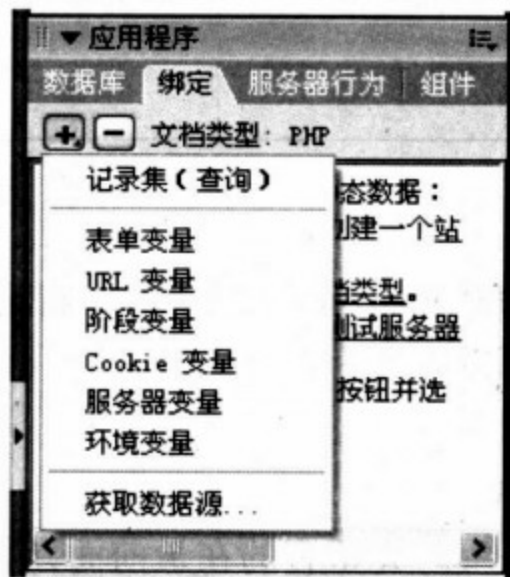 应用程序
数据库 绑定 服务器行为 组件
文档类型: PHP
记录集(查询)
表单变量
URL 变量
阶段变量
Cookie 变量
服务器变量
环境变量
获取数据源...
态数据:
创建一个站
档类型。
测试服务器
按钮并选